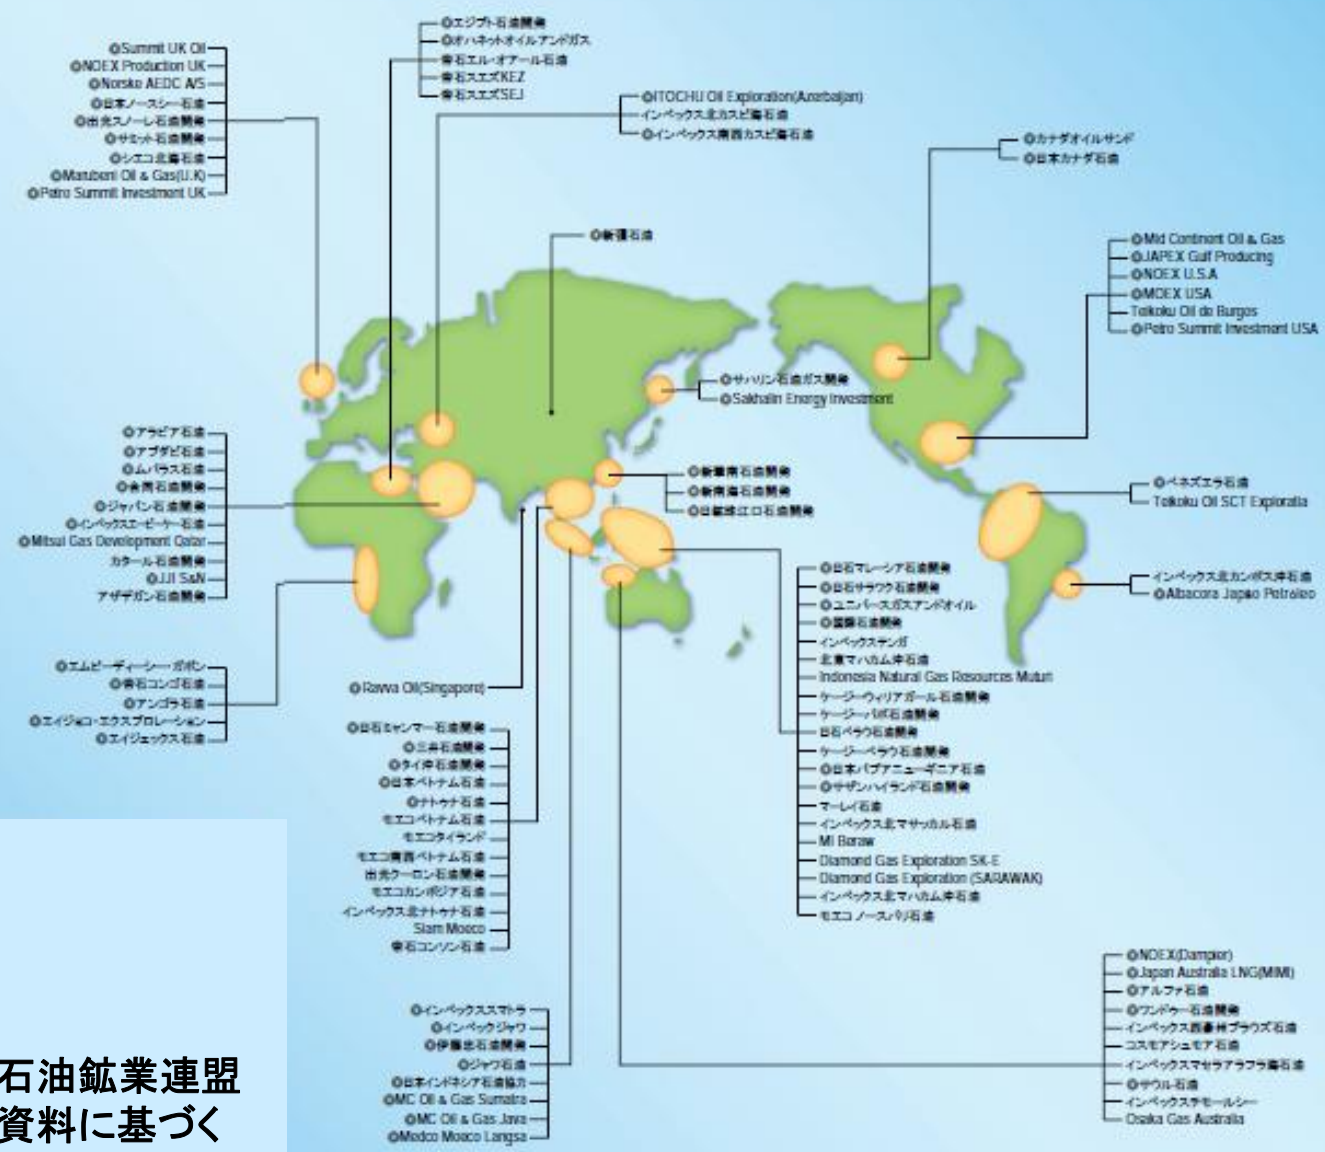 ◎Summit UK Oil
◎NOEX Production UK
◎Norske AEDC A/S
◎日本ノースシー石油
◎出光スノーレ石油開発
◎サミット石油開発
◎シエコ北海石油
◎Marubeni Oil & Gas(U.K)
◎Petro Summit Investment UK
◎エジプト石油開発
◎オハネットオイルアンドガス
帝石エル・オアール石油
帝石スエズKEZ
帝石スエズSEJ
◎ITOCHU Oil Exploration(Azerbaijan)
インペックス北カスピ海石油
◎インペックス南西カスピ海石油
◎カナダオイルサンド
◎日本カナダ石油
◎新疆石油
◎Mid Continent Oil & Gas
◎JAPEX Gulf Producing
◎NOEX U.S.A
◎MOEX USA
Teikoku Oil de Burgos
◎Petro Summit Investment USA
◎サハリン石油ガス開発
◎Sakhalin Energy Investment
◎アラビア石油
◎アブダビ石油
◎ムバラス石油
◎合同石油開発
◎ジャパン石油開発
◎インペックスエービーケー石油
◎Mitsui Gas Development Qatar
カタール石油開発
◎JJI S&N
アザデガン石油開発
◎新華南石油開発
◎新南海石油開発
◎日鉱珠江口石油開発
◎ベネズエラ石油
Teikoku Oil SCT Exploratia
インペックス北カンポス沖石油
◎Albacora Japão Petróleo
◎エムピーディーシー・ガボン
◎帝石コンゴ石油
◎アンゴラ石油
◎エイジョコ・エクスプロレーション
◎エイジェックス石油
◎Ravva Oil(Singapore)
◎日石ミャンマー石油開発
◎三井石油開発
◎タイ沖石油開発
◎日本ベトナム石油
◎ナトゥナ石油
モエコベトナム石油
モエコタイランド
モエコ南西ベトナム石油
出光クーロン石油開発
モエコカンボジア石油
インペックス北ナトゥナ石油
Siam Moeco
帝石コンソン石油
◎日石マレーシア石油開発
◎日石サラワク石油開発
◎ユニバースガスアンドオイル
◎国際石油開発
インペックステンガ
北東マハカム沖石油
Indonesia Natural Gas Resources Muturi
ケージーウィリアガール石油開発
ケージーパボ石油開発
日石ベラウ石油開発
ケージーベラウ石油開発
◎日本パプアニューギニア石油
◎サザンハイランド石油開発
マーレイ石油
インペックス北マカッサル石油
MI Beraw
Diamond Gas Exploration SK-E
Diamond Gas Exploration (SARAWAK)
インペックス北マハカム沖石油
モエコ ノースバリ石油
◎インペックススマトラ
◎インペックジャワ
◎伊藤忠石油開発
◎ジャワ石油
◎日本インドネシア石油協力
◎MC Oil & Gas Sumatra
◎MC Oil & Gas Java
◎Medco Moeco Langsa
◎NOEX(Dampier)
◎Japan Australia LNG(MIMI)
◎アルファ石油
◎ワンドゥー石油開発
インペックス西豪州ブラウズ石油
コスモアシュモア石油
インペックスマセラアラフラ海石油
◎サウル石油
インペックスチモールシー
Osaka Gas Australia
石油鉱業連盟
資料に基づく